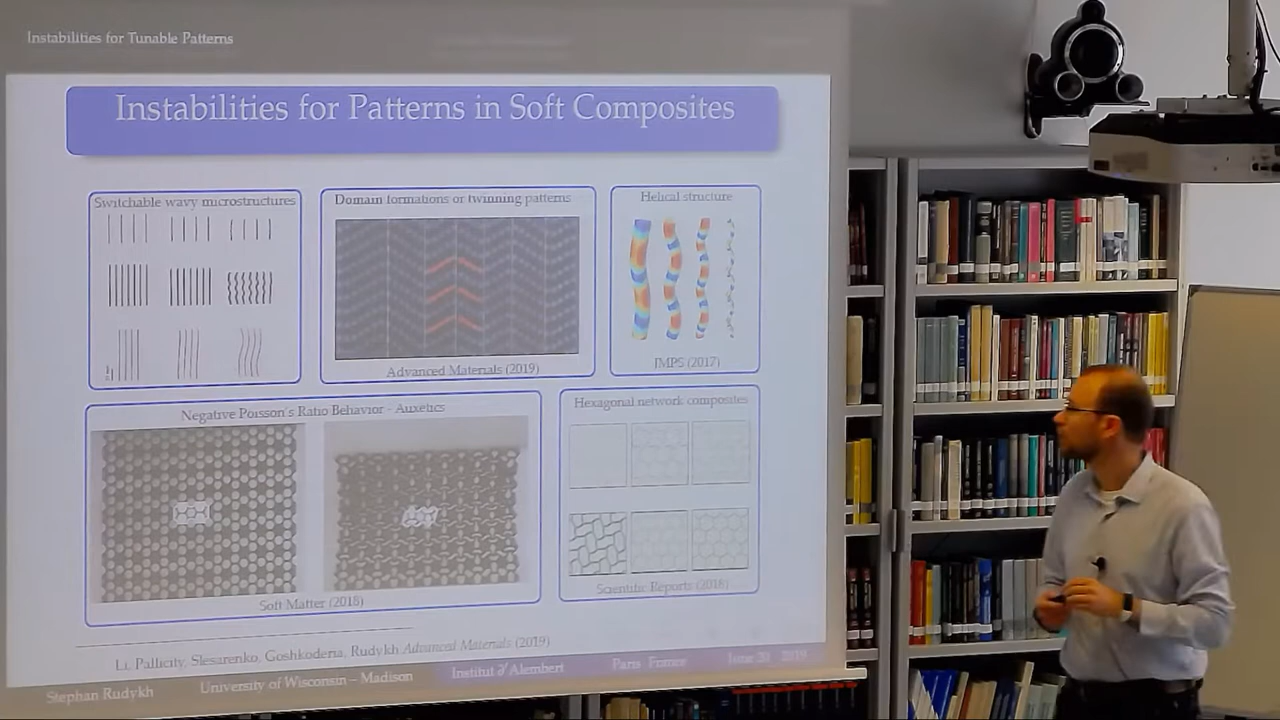 Instabilities for Tunable Patterns
Instabilities for Patterns in Soft Composites
Switchable wavy microstructures
Domain formations or twinning patterns
Advanced Materials (2019)
Helical structure
JMPS (2017)
Negative Poisson's Ratio Behavior - Auxetics
Soft Matter (2018)
Hexagonal network composites
Scientific Reports (2018)
Li, Pallicity, Slesarenko, Goshkoderia, Rudykh Advanced Materials (2019)
Stephan Rudykh
University of Wisconsin – Madison
Institut ∂'Alembert
Paris France
June 20 2019